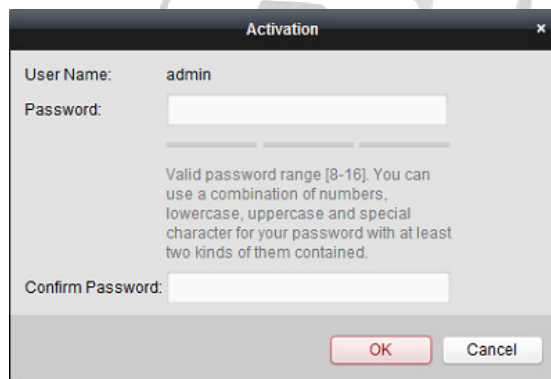 Activation
User Name: admin
Password:
Valid password range [8-16]. You can
use a combination of numbers,
lowercase, uppercase and special
character for your password with at least
two kinds of them contained.
Confirm Password:
OK Cancel